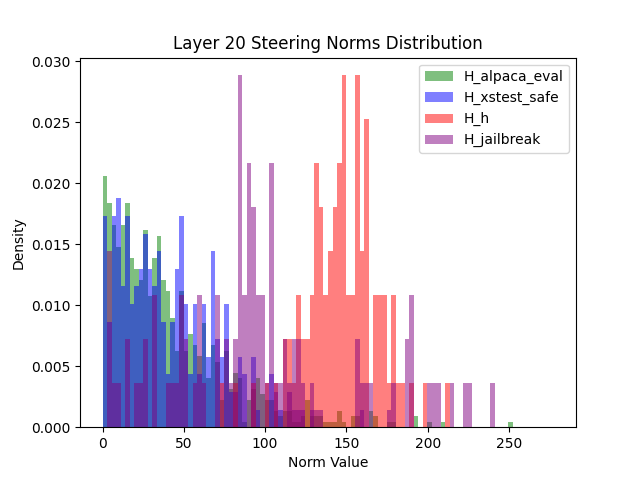 Layer 20 Steering Norms Distribution
H_alpaca_eval
H_xstest_safe
H_h
H_jailbreak
Density
0.030
0.025
0.020
0.015
0.010
0.005
0.000
0
50
100
150
200
250
Norm Value